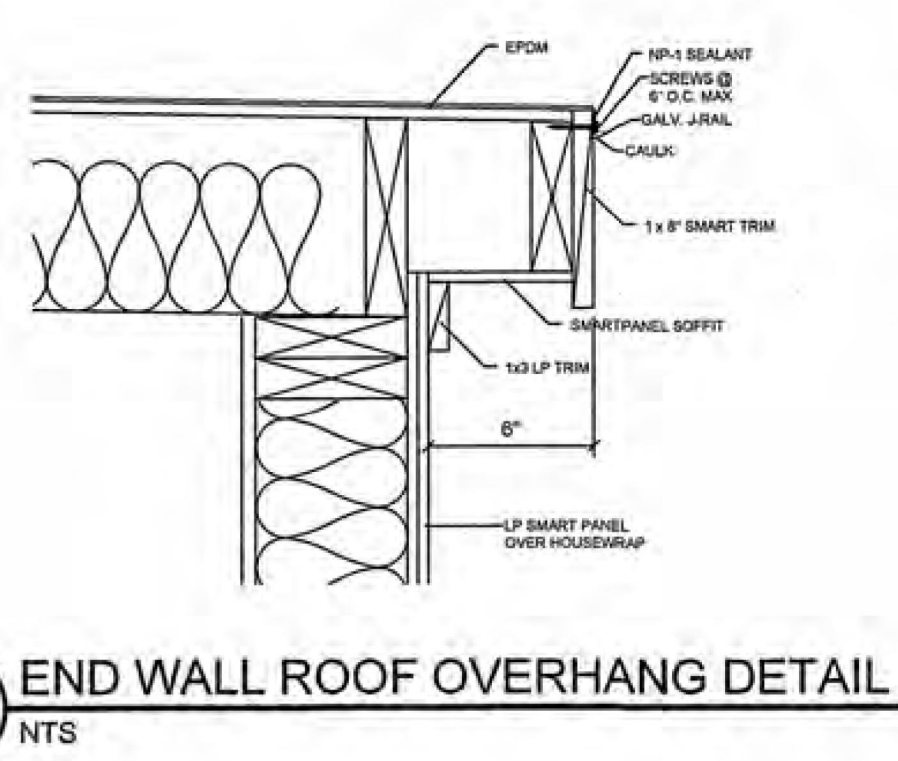 EPDM
NP-1 SEALANT
SCREWS @
6" O.C. MAX
GALV. J-RAIL
CAULK
1 x 8" SMART TRIM
SMARTPANEL SOFFIT
1x3 LP TRIM
6"
LP SMART PANEL
OVER HOUSEWRAP
END WALL ROOF OVERHANG DETAIL
NTS